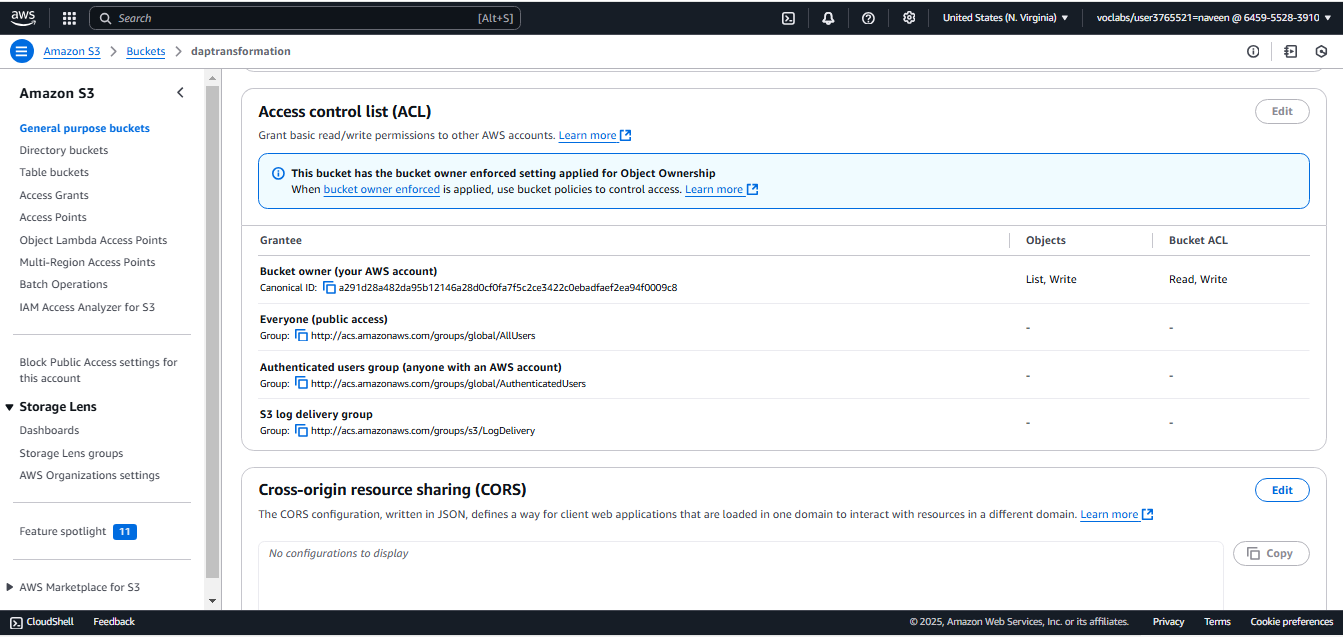 aws
Search [Alt+S]
United States (N. Virginia)
voclabs/user3765521=naveen @ 6459-5528-3910
Amazon S3 > Buckets > daptransformation
Amazon S3
General purpose buckets
Directory buckets
Table buckets
Access Grants
Access Points
Object Lambda Access Points
Multi-Region Access Points
Batch Operations
IAM Access Analyzer for S3
Block Public Access settings for
this account
Storage Lens
Dashboards
Storage Lens groups
AWS Organizations settings
Feature spotlight 11
AWS Marketplace for S3
Access control list (ACL)
Edit
Grant basic read/write permissions to other AWS accounts. Learn more
This bucket has the bucket owner enforced setting applied for Object Ownership
When bucket owner enforced is applied, use bucket policies to control access. Learn more
Grantee Objects Bucket ACL
Bucket owner (your AWS account)
Canonical ID: a291d28a482da95b12146a28d0cf0fa7f5c2ce3422c0ebadfaef2ea94f0009c8
List, Write Read, Write
Everyone (public access)
Group: http://acs.amazonaws.com/groups/global/AllUsers
- -
Authenticated users group (anyone with an AWS account)
Group: http://acs.amazonaws.com/groups/global/AuthenticatedUsers
- -
S3 log delivery group
Group: http://acs.amazonaws.com/groups/s3/LogDelivery
- -
Cross-origin resource sharing (CORS)
Edit
The CORS configuration, written in JSON, defines a way for client web applications that are loaded in one domain to interact with resources in a different domain. Learn more
No configurations to display
Copy
CloudShell Feedback
© 2025, Amazon Web Services, Inc. or its affiliates. Privacy Terms Cookie preferences